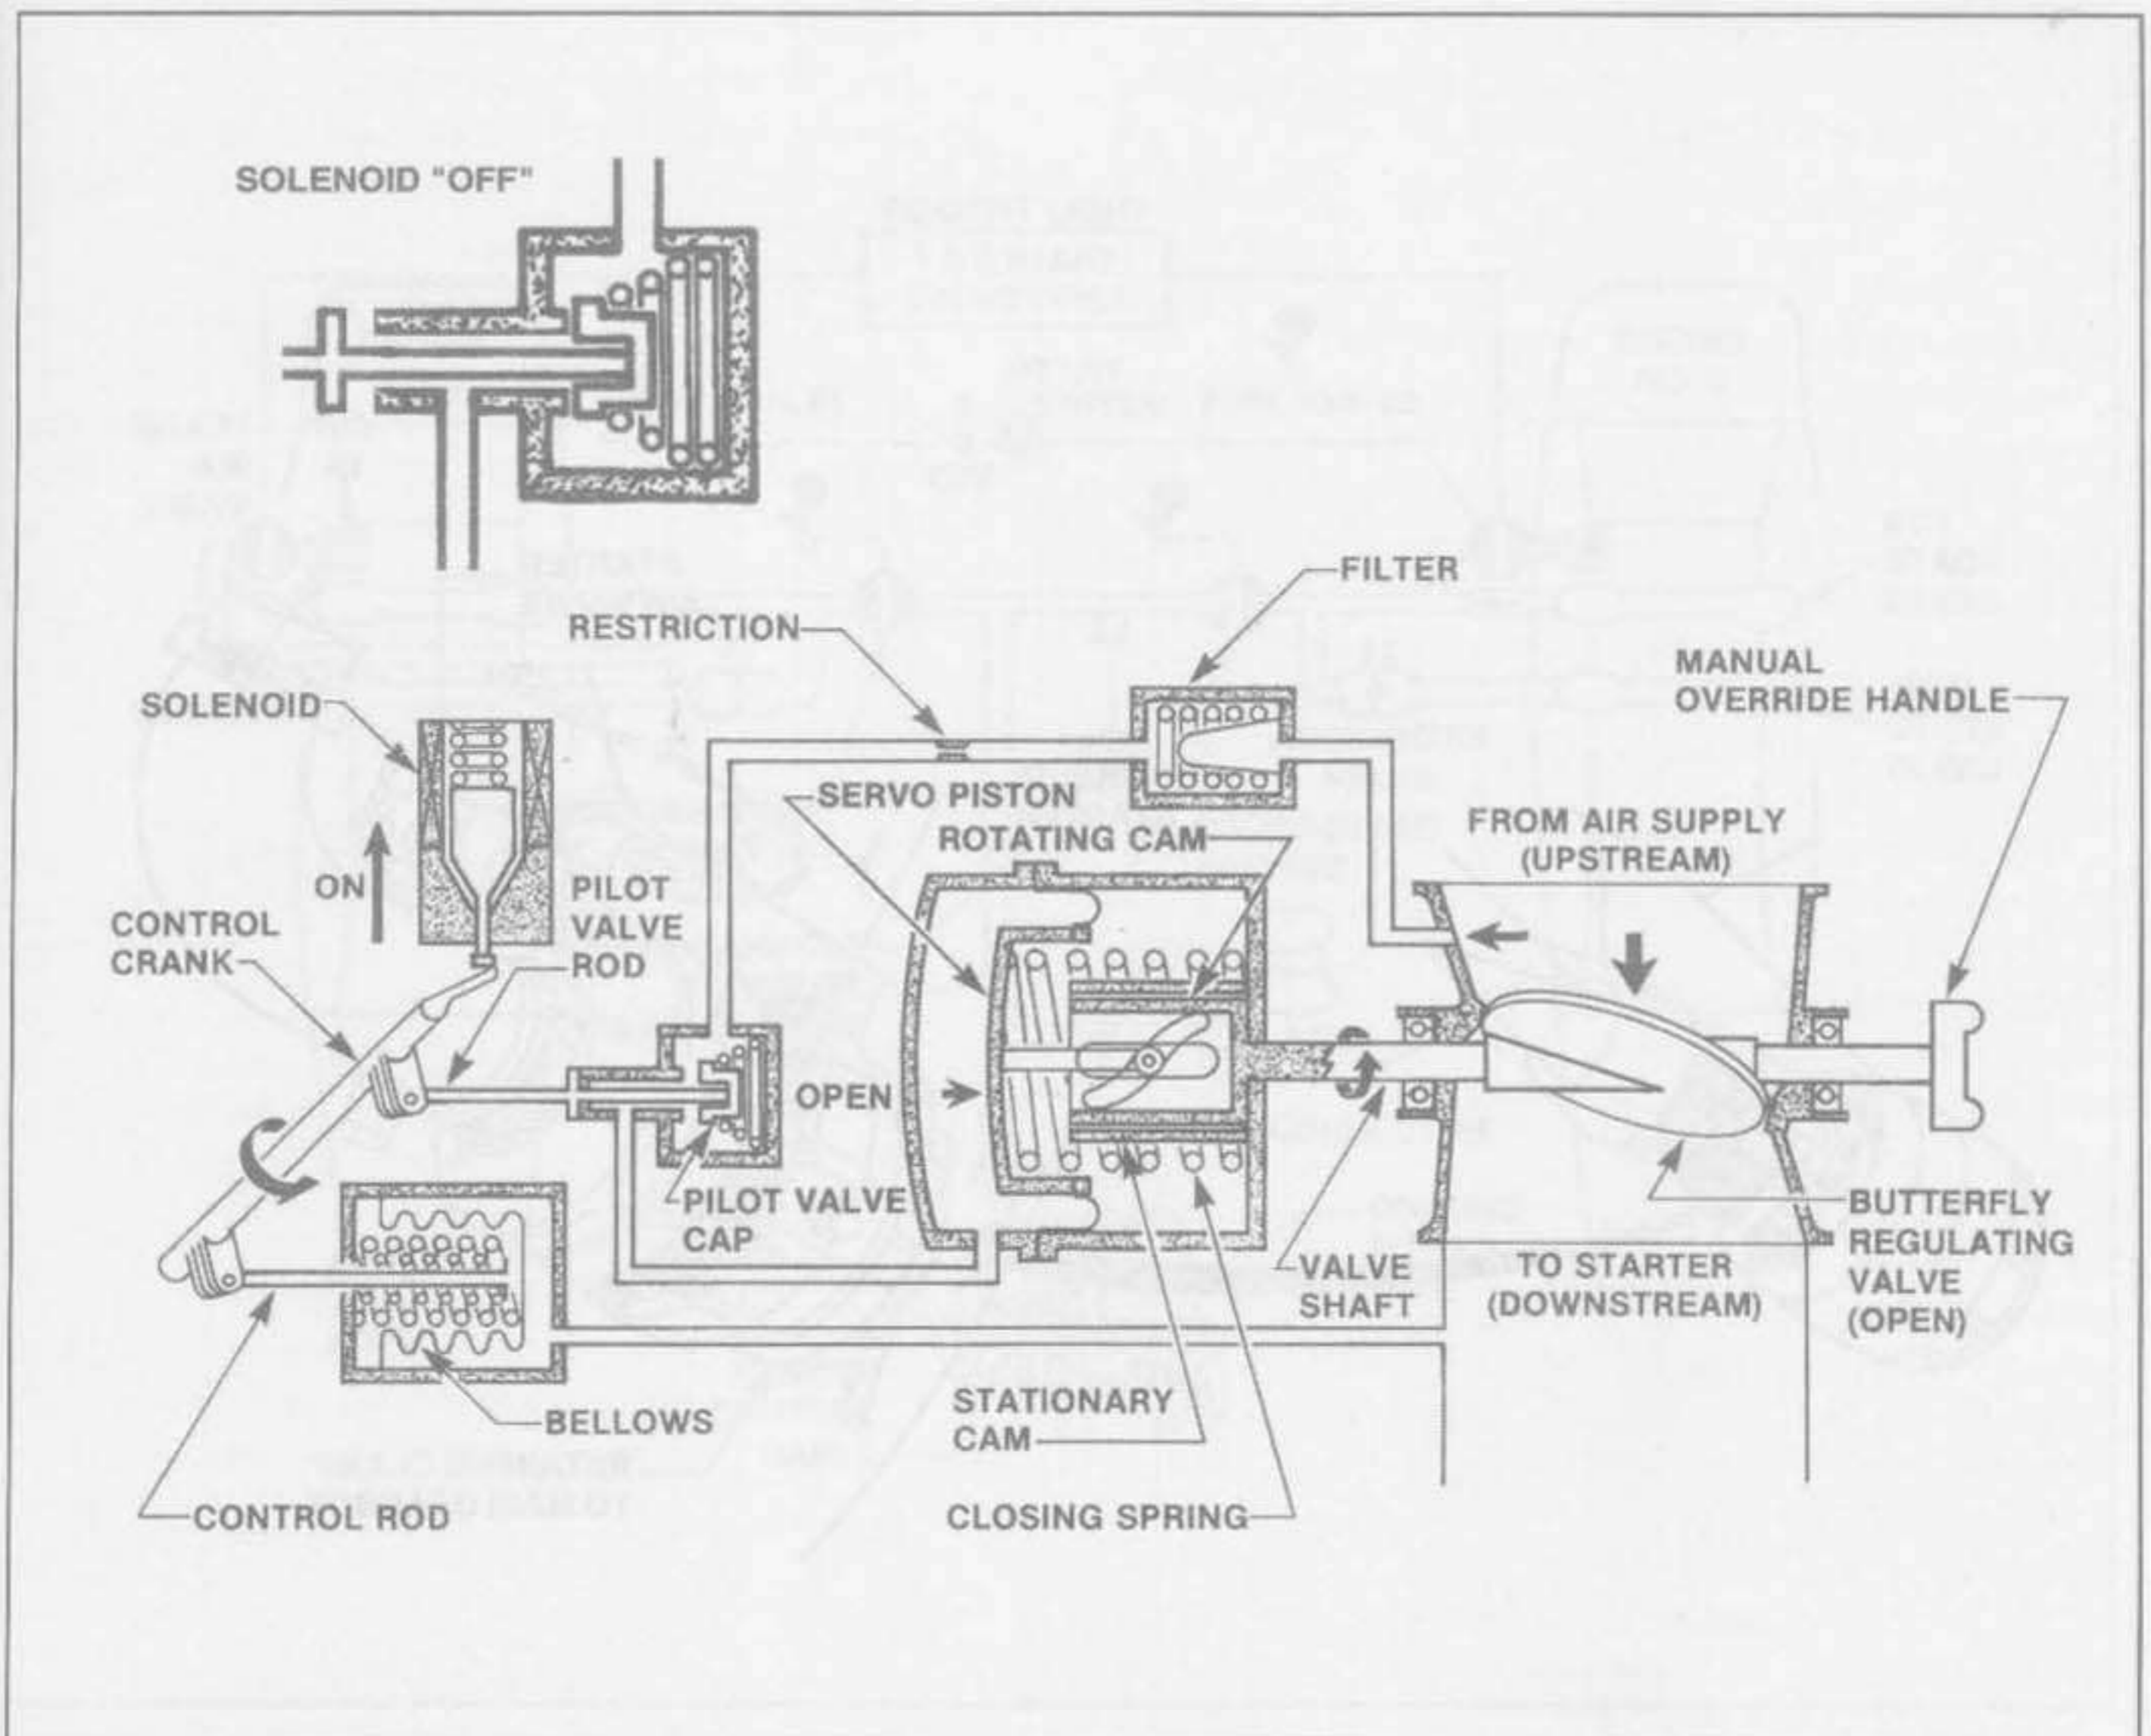 SOLENOID "OFF"
FILTER
RESTRICTION
MANUAL
OVERRIDE HANDLE
SOLENOID
SERVO PISTON
ROTATING CAM
FROM AIR SUPPLY
(UPSTREAM)
ON
PILOT
VALVE
ROD
CONTROL
CRANK
OPEN
PILOT VALVE
CAP
BUTTERFLY
REGULATING
VALVE
(OPEN)
VALVE
SHAFT
TO STARTER
(DOWNSTREAM)
STATIONARY
CAM
BELLOWS
CONTROL ROD
CLOSING SPRING